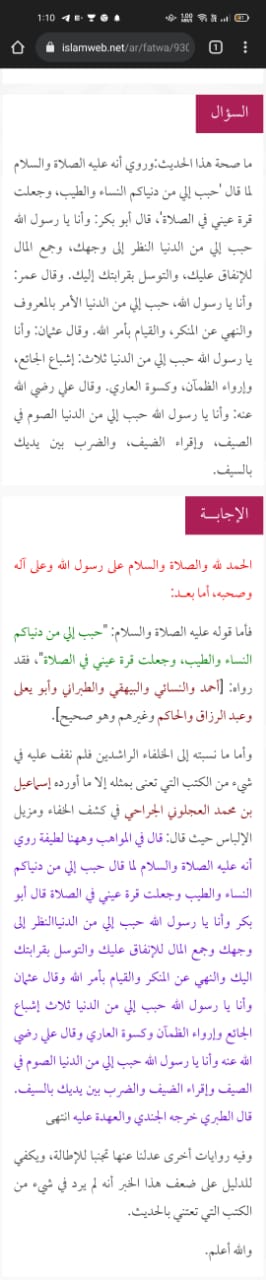 1:10
islamweb.net/ar/fatwa/930
1
السؤال
ما صحة هذا الحديث:وروي أنه عليه الصلاة والسلام
لما قال 'حبب إلي من دنياكم النساء والطيب، وجعلت
قرة عيني في الصلاة'، قال أبو بكر: وأنا يا رسول الله
حبب إلي من الدنيا النظر إلى وجهك، وجمع المال
للإنفاق عليك، والتوسل بقرابتك إليك. وقال عمر:
وأنا يا رسول الله، حبب إلي من الدنيا الأمر بالمعروف
والنهي عن المنكر، والقيام بأمر الله. وقال عثمان: وأنا
يا رسول الله حبب إلي من الدنيا ثلاث: إشباع الجائع،
وإرواء الظمآن، وكسوة العاري. وقال علي رضي الله
عنه: وأنا يا رسول الله حبب إلي من الدنيا الصوم في
الصيف، وإقراء الضيف، والضرب بين يديك
بالسيف.
الإجابــة
الحمد لله والصلاة والسلام على رسول الله وعلى آله
وصحبه، أما بعـد:
فأما قوله عليه الصلاة والسلام: "حبب إلي من دنياكم
النساء والطيب، وجعلت قرة عيني في الصلاة"، فقد
رواه: [أحمد والنسائي والبيهقي والطبراني وأبو يعلى
وعبد الرزاق والحاكم وغيرهم وهو صحيح].
وأما ما نسبته إلى الخلفاء الراشدين فلم نقف عليه في
شيء من الكتب التي تعنى بمثله إلا ما أورده إسماعيل
بن محمد العجلوني الجراحي في كشف الخفاء ومزيل
الإلباس حيث قال: قال في المواهب وههنا لطيفة روي
أنه عليه الصلاة والسلام لما قال حبب إلي من دنياكم
النساء والطيب وجعلت قرة عيني في الصلاة قال أبو
بكر وأنا يا رسول الله حبب إلي من الدنياالنظر إلى
وجهك وجمع المال للإنفاق عليك والتوسل بقرابتك
اليك والنهي عن المنكر والقيام بأمر الله وقال عثمان
وأنا يا رسول الله حبب إلي من الدنيا ثلاث إشباع
الجائع وإرواء الظمآن وكسوة العاري وقال علي رضي
الله عنه وأنا يا رسول الله حبب إلي من الدنيا الصوم في
الصيف وإقراء الضيف والضرب بين يديك بالسيف.
قال الطبري خرجه الجندي والعهدة عليه انتهى
وفيه روايات أخرى عدلنا عنها تجنبا للإطالة، ويكفي
للدليل على ضعف هذا الخبر أنه لم يرد في شيء من
الكتب التي تعتني بالحديث.
والله أعلم.